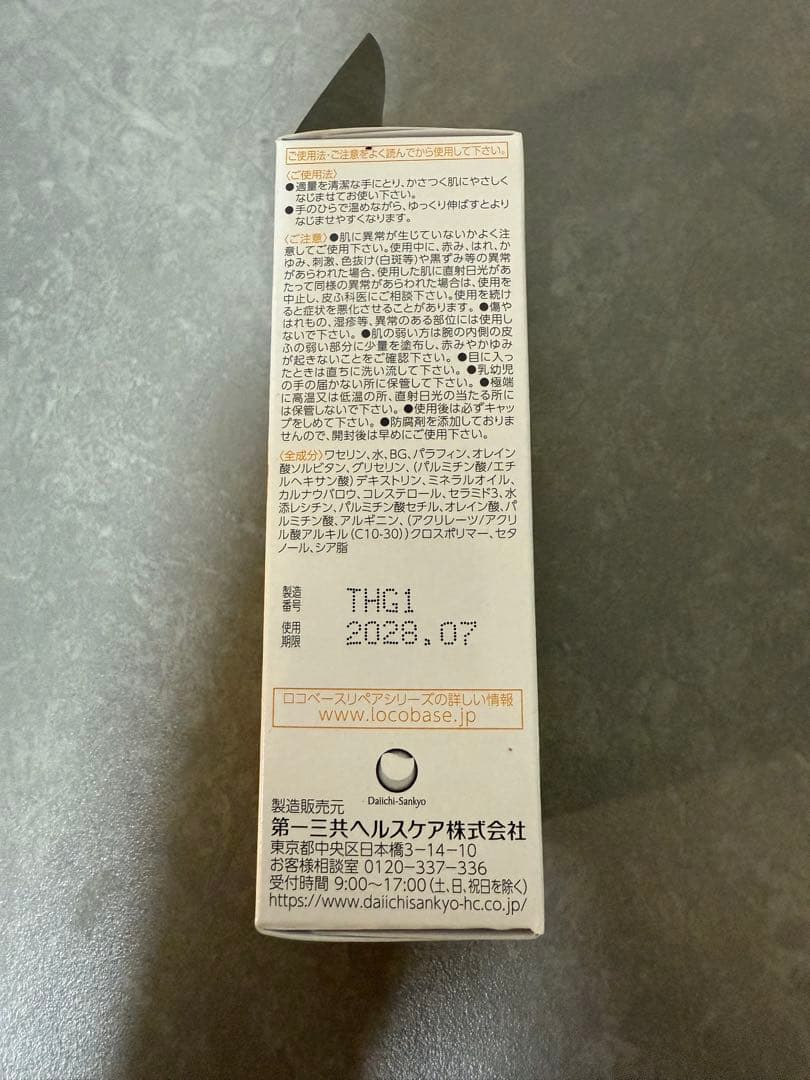 ご使用法・ご注意をよく読んでから使用して下さい。
〈ご使用法〉
●適量を清潔な手にとり、かさつく肌にやさしく
なじませてお使い下さい。
●手のひらで温めながら、ゆっくり伸ばすとより
なじませやすくなります。
〈ご注意〉●肌に異常が生じていないかよく注
意してご使用下さい。使用中に、赤み、はれ、か
ゆみ、刺激、色抜け(白斑等)や黒ずみ等の異常
があらわれた場合、使用した肌に直射日光があ
たって同様の異常があらわれた場合は、使用を
中止し、皮ふ科医にご相談下さい。使用を続け
ると症状を悪化させることがあります。●傷や
はれもの、湿疹等、異常のある部位には使用し
ないで下さい。●肌の弱い方は腕の内側の皮
ふの弱い部分に少量を塗布し、赤みやかゆみ
が起きないことをご確認下さい。●目に入っ
たときは直ちに洗い流して下さい。●乳幼児
の手の届かない所に保管して下さい。●極端
に高温又は低温の所、直射日光の当たる所に
は保管しないで下さい。●使用後は必ずキャッ
プをしめて下さい。●防腐剤を添加しており
ませんので、開封後は早めにご使用下さい。
〈全成分〉ワセリン、水、BG、パラフィン、オレイン
酸ソルビタン、グリセリン、(パルミチン酸/エチ
ルヘキサン酸)デキストリン、ミネラルオイル、
カルナウバロウ、コレステロール、セラミド3、水
添レシチン、パルミチン酸セチル、オレイン酸、パ
ルミチン酸、アルギニン、(アクリレーツ/アクリ
ル酸アルキル(C10-30))クロスポリマー、セタ
ノール、シア脂
製造
番号 THG1
使用
期限 2028.07
ロコベースリペアシリーズの詳しい情報
www.locobase.jp
Daiichi-Sankyo
製造販売元
第一三共ヘルスケア株式会社
東京都中央区日本橋3-14-10
お客様相談室 0120-337-336
受付時間 9:00～17:00(土、日、祝日を除く)
https://www.daiichisankyo-hc.co.jp/